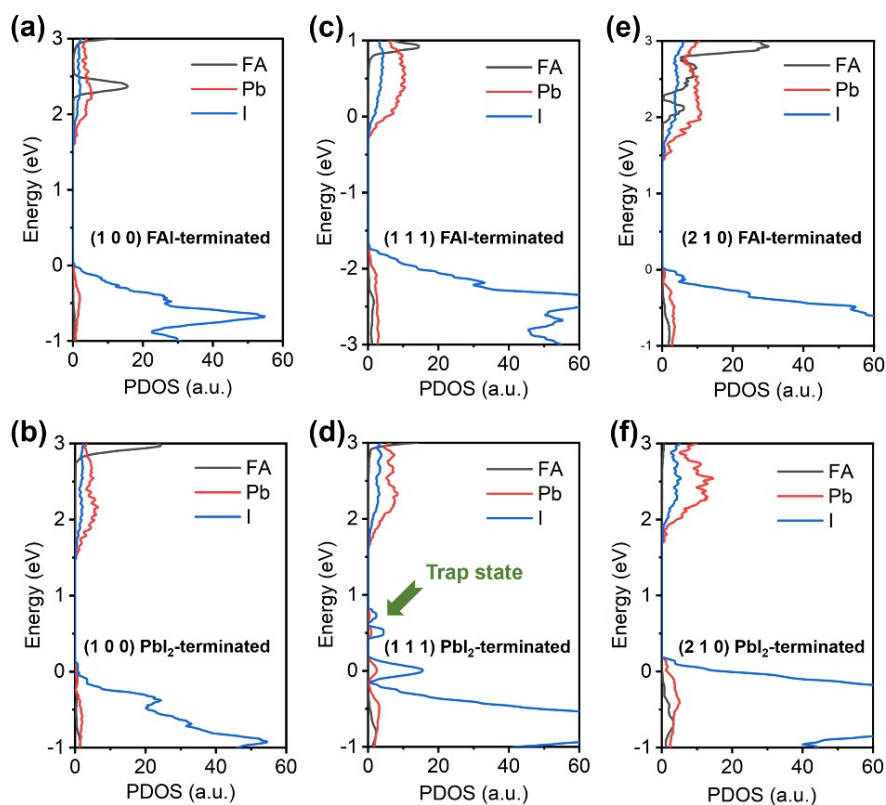 (a)
3
2
1
0
-1
Energy (eV)
FA
Pb
I
(1 0 0) FAI-terminated
0 20 40 60
PDOS (a.u.)
(c)
1
0
-1
-2
-3
Energy (eV)
FA
Pb
I
(1 1 1) FAI-terminated
0 20 40 60
PDOS (a.u.)
(e)
3
2
1
0
-1
Energy (eV)
FA
Pb
I
(2 1 0) FAI-terminated
0 20 40 60
PDOS (a.u.)
(b)
3
2
1
0
-1
Energy (eV)
FA
Pb
I
(1 0 0) PbI₂-terminated
0 20 40 60
PDOS (a.u.)
(d)
3
2
1
0
-1
Energy (eV)
FA
Pb
I
Trap state
(1 1 1) PbI₂-terminated
0 20 40 60
PDOS (a.u.)
(f)
3
2
1
0
-1
Energy (eV)
FA
Pb
I
(2 1 0) PbI₂-terminated
0 20 40 60
PDOS (a.u.)